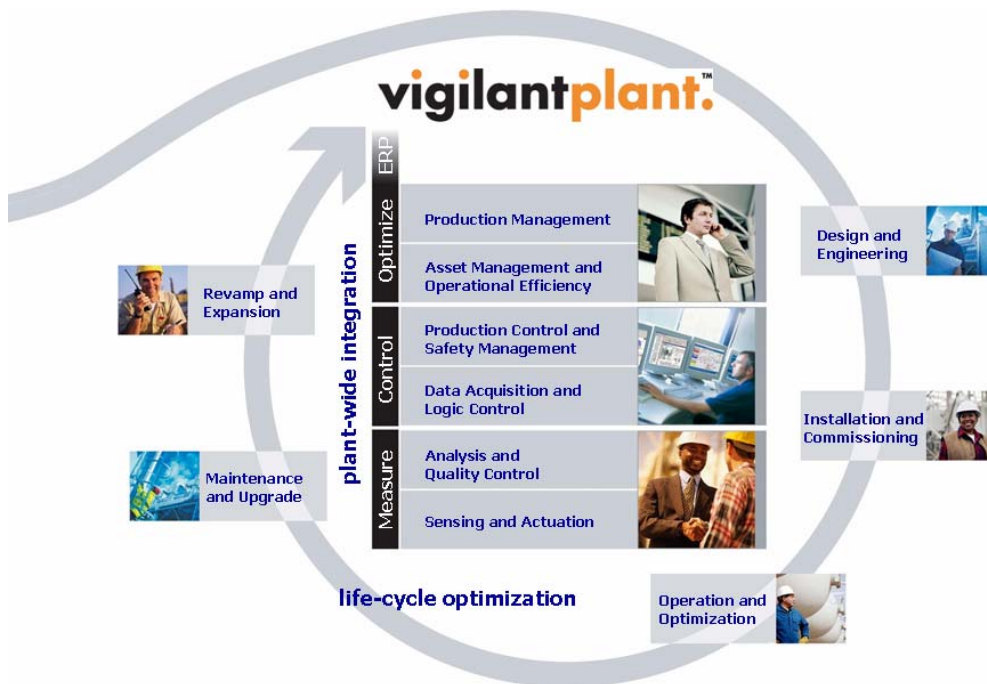 vigilantplant.™
ERP
Optimize
Production Management
Asset Management and
Operational Efficiency
Control
Production Control and
Safety Management
Data Acquisition and
Logic Control
Measure
Analysis and
Quality Control
Sensing and Actuation
plant-wide integration
life-cycle optimization
Design and
Engineering
Installation and
Commissioning
Operation and
Optimization
Maintenance
and Upgrade
Revamp and
Expansion